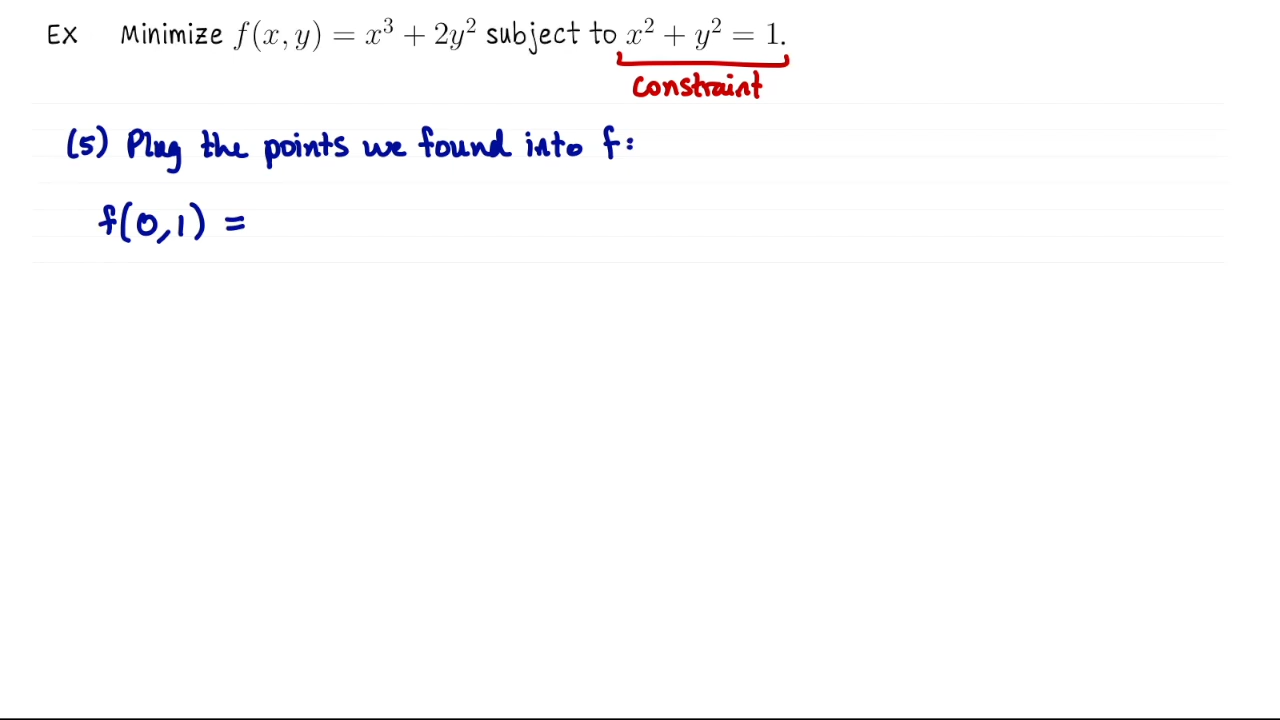 EX Minimize f(x, y) = x³ + 2y² subject to x² + y² = 1.
constraint
(5) Plug the points we found into f:
f(0,1) =